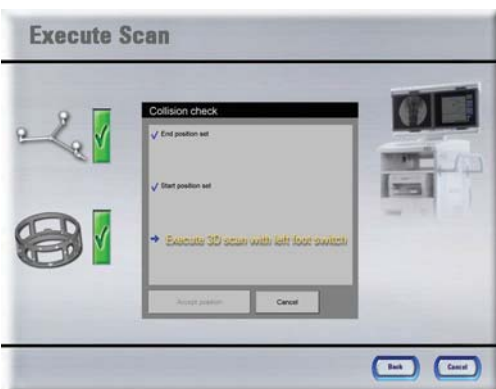 Execute Scan
Collision check
End position set
Start position set
Execute 3D scan with left foot switch
Accept position
Cancel
Back
Cancel